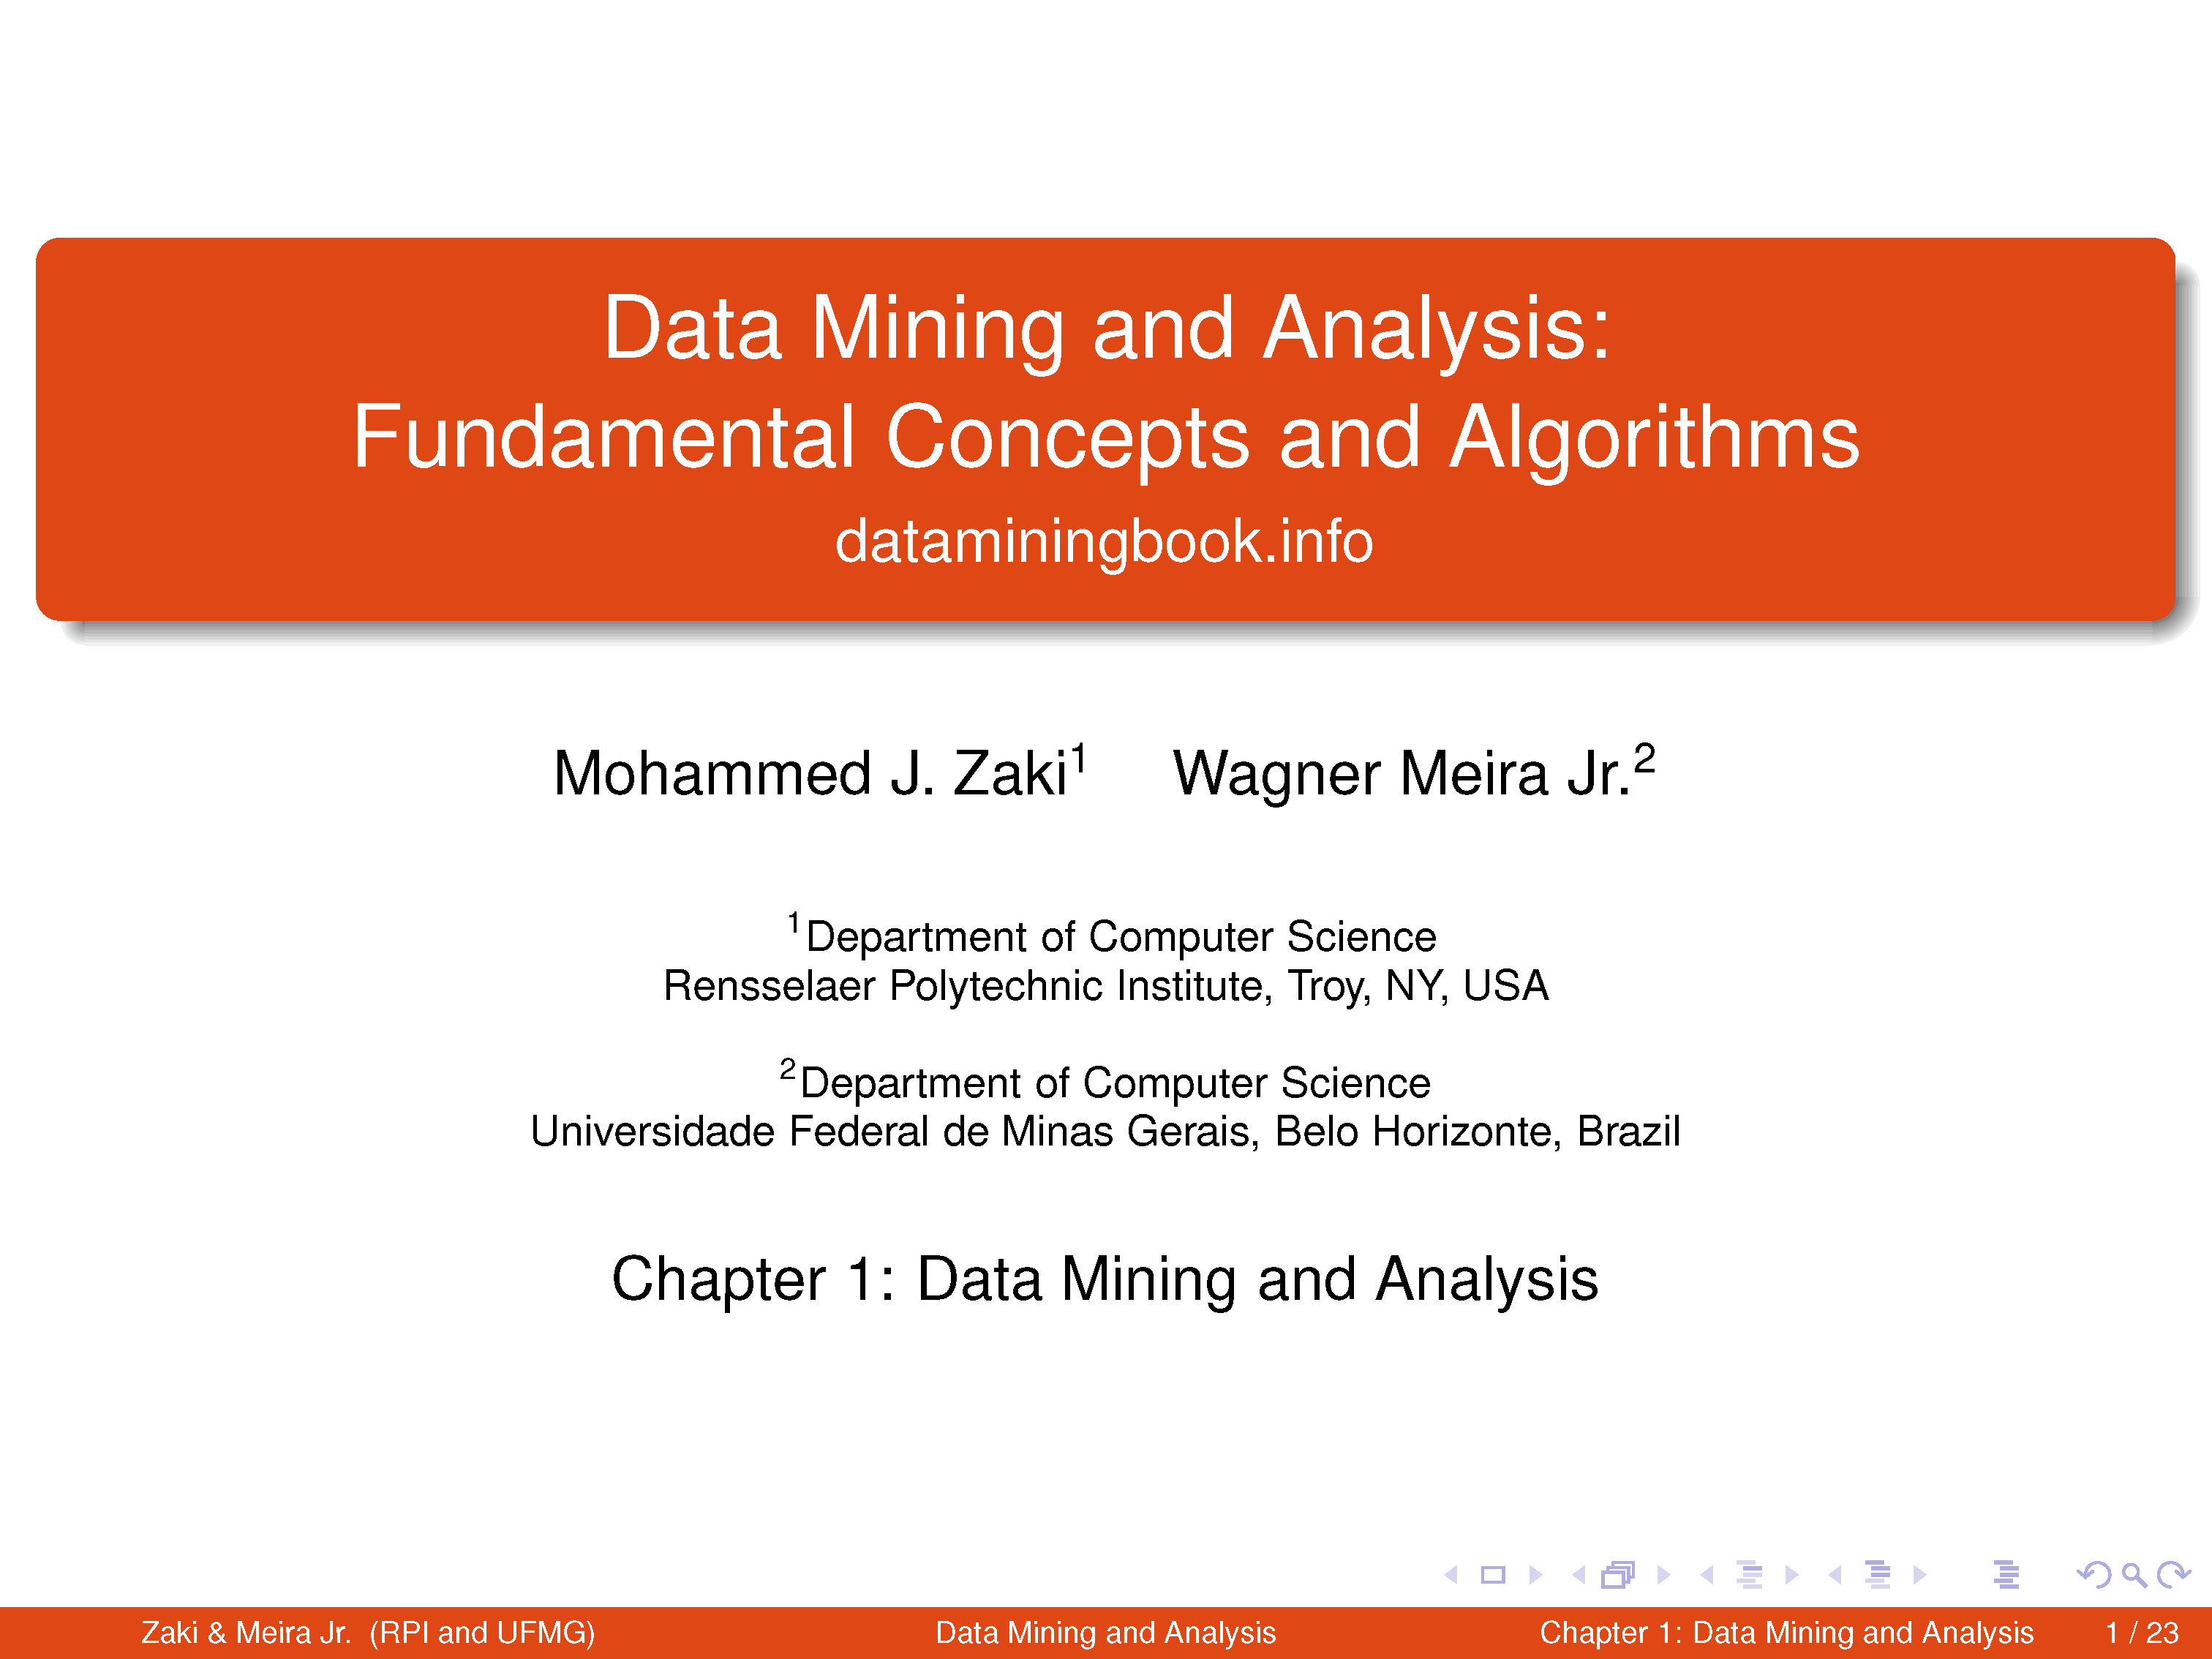 Data Mining and Analysis:
Fundamental Concepts and Algorithms
dataminingbook.info
Mohammed J. Zaki1 Wagner Meira Jr.2
1Department of Computer Science
Rensselaer Polytechnic Institute, Troy, NY, USA
2Department of Computer Science
Universidade Federal de Minas Gerais, Belo Horizonte, Brazil
Chapter 1: Data Mining and Analysis
Zaki & Meira Jr. (RPI and UFMG) Data Mining and Analysis Chapter 1: Data Mining and Analysis 1 / 23